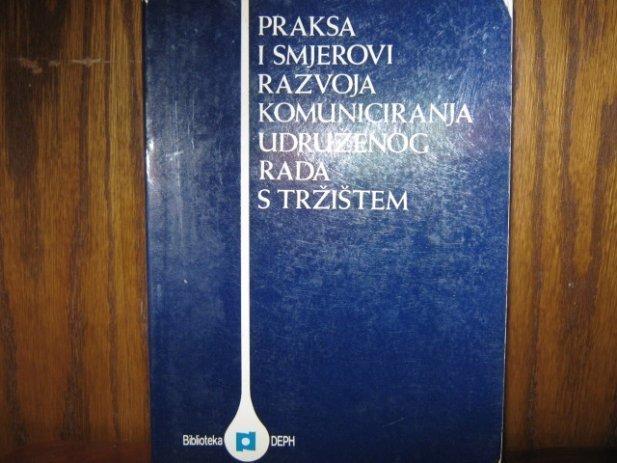 PRAKSA
I SMJEROVI
RAZVOJA
KOMUNICIRANJA
UDRUŽENOG
RADA
S TRŽIŠTEM
Biblioteka DEPH